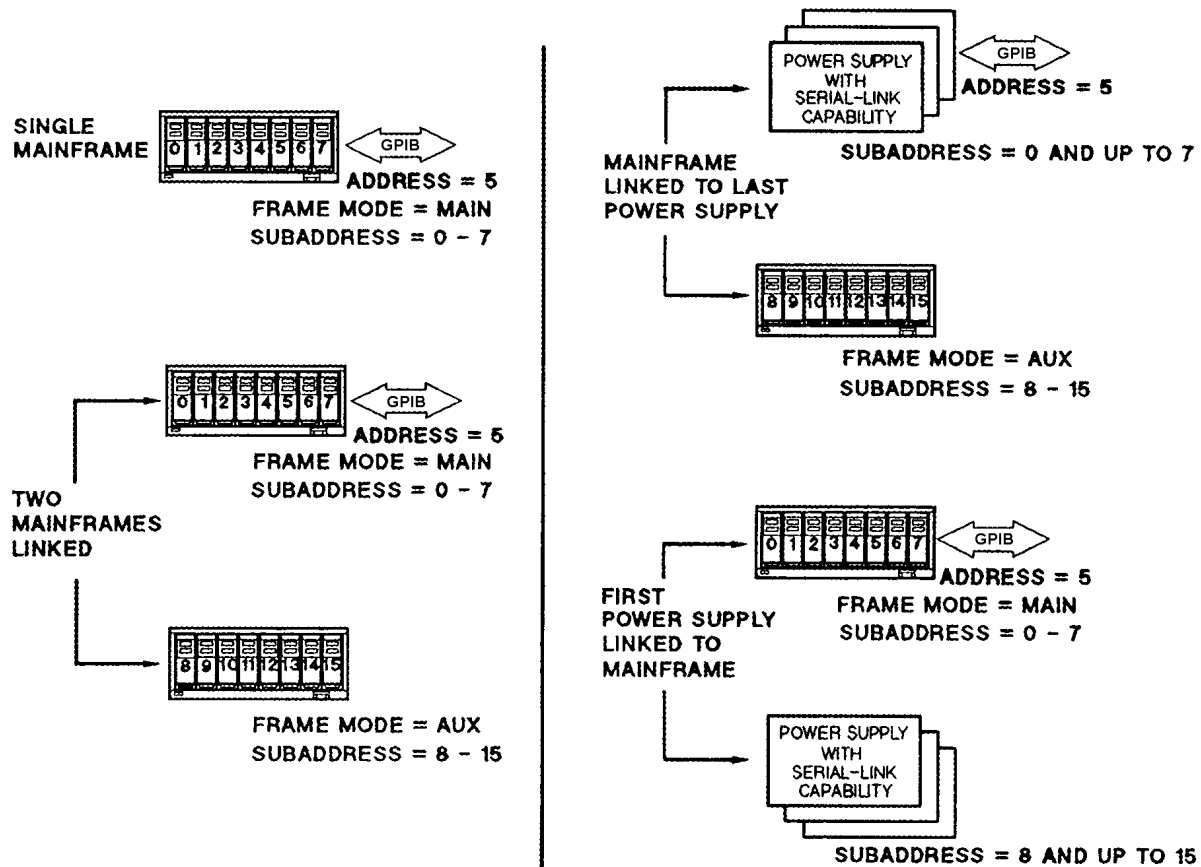 SINGLE
MAINFRAME
0 1 2 3 4 5 6 7
GPIB
ADDRESS = 5
FRAME MODE = MAIN
SUBADDRESS = 0 - 7
TWO
MAINFRAMES
LINKED
0 1 2 3 4 5 6 7
GPIB
ADDRESS = 5
FRAME MODE = MAIN
SUBADDRESS = 0 - 7
8 9 10 11 12 13 14 15
FRAME MODE = AUX
SUBADDRESS = 8 - 15
MAINFRAME
LINKED TO LAST
POWER SUPPLY
POWER SUPPLY
WITH
SERIAL-LINK
CAPABILITY
GPIB
ADDRESS = 5
SUBADDRESS = 0 AND UP TO 7
8 9 10 11 12 13 14 15
FRAME MODE = AUX
SUBADDRESS = 8 - 15
FIRST
POWER SUPPLY
LINKED TO
MAINFRAME
0 1 2 3 4 5 6 7
GPIB
ADDRESS = 5
FRAME MODE = MAIN
SUBADDRESS = 0 - 7
POWER SUPPLY
WITH
SERIAL-LINK
CAPABILITY
SUBADDRESS = 8 AND UP TO 15